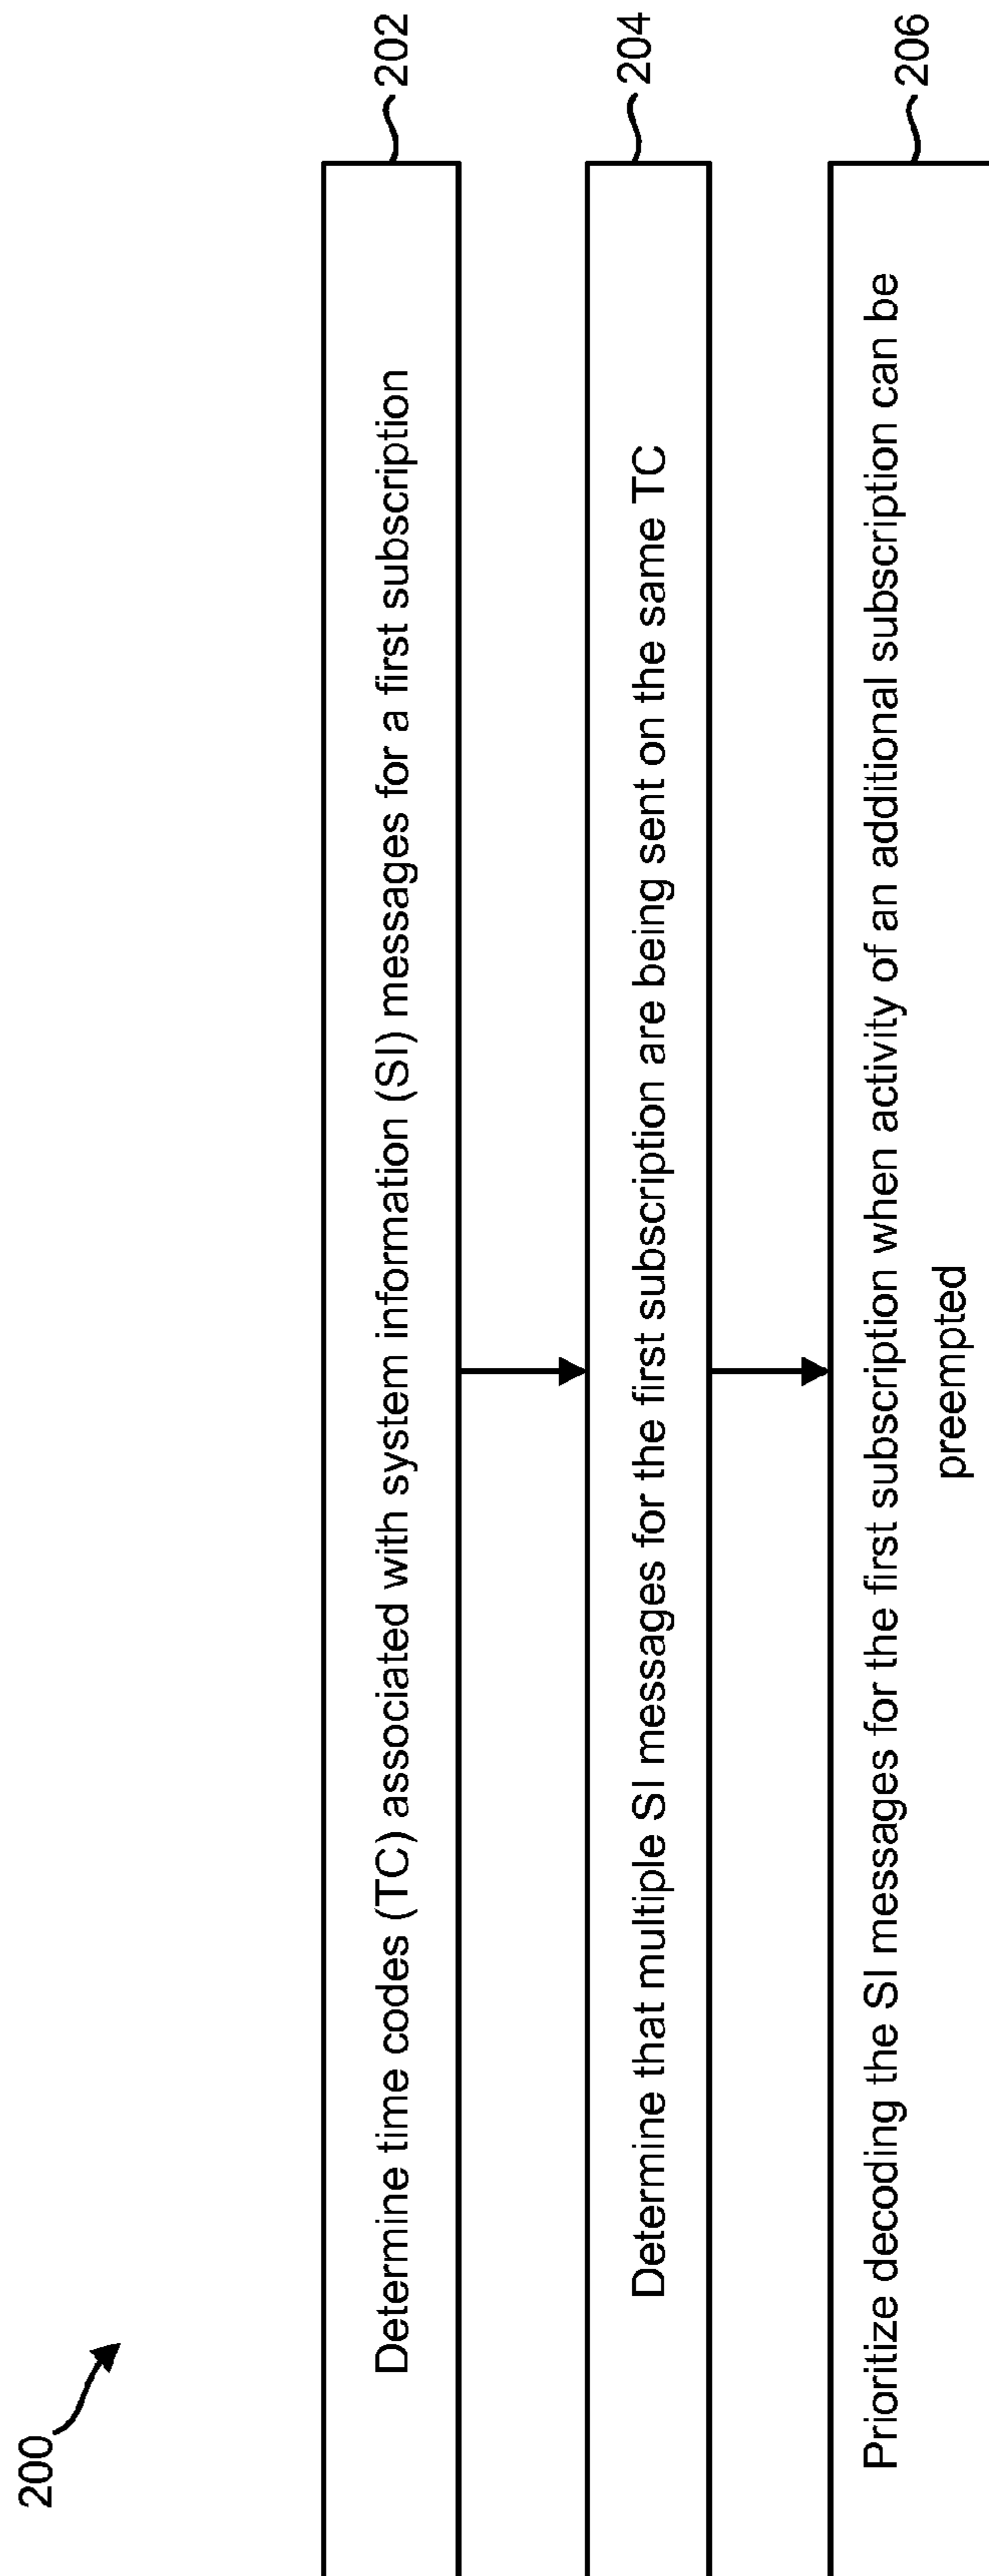 200
Determine time codes (TC) associated with system information (SI) messages for a first subscription
202
Determine that multiple SI messages for the first subscription are being sent on the same TC
204
Prioritize decoding the SI messages for the first subscription when activity of an additional subscription can be
preempted
206